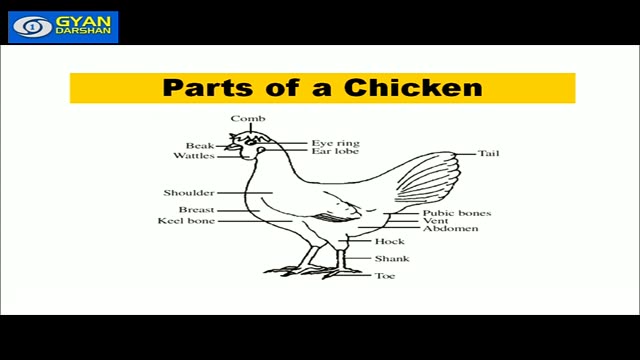 GYAN
DARSHAN
Parts of a Chicken
Comb
Beak
Eye ring
Wattles
Ear lobe
Tail
Shoulder
Breast
Keel bone
Pubic bones
Vent
Abdomen
Hock
Shank
Toe